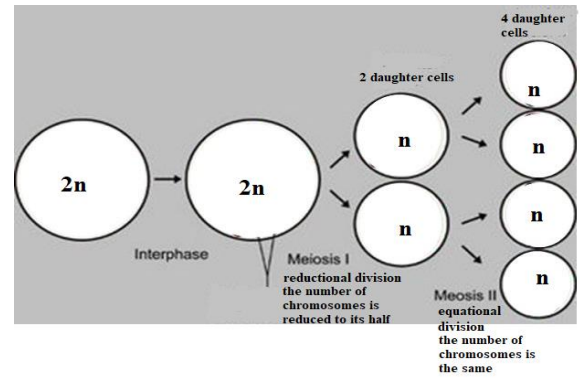 4 daughter
cells
2 daughter cells
n
n
2n
2n
n
n
n
n
Interphase
Meiosis I
reductional division
the number of
chromosomes is
reduced to its half
Meosis II
equational
division
the number of
chromosomes is
the same